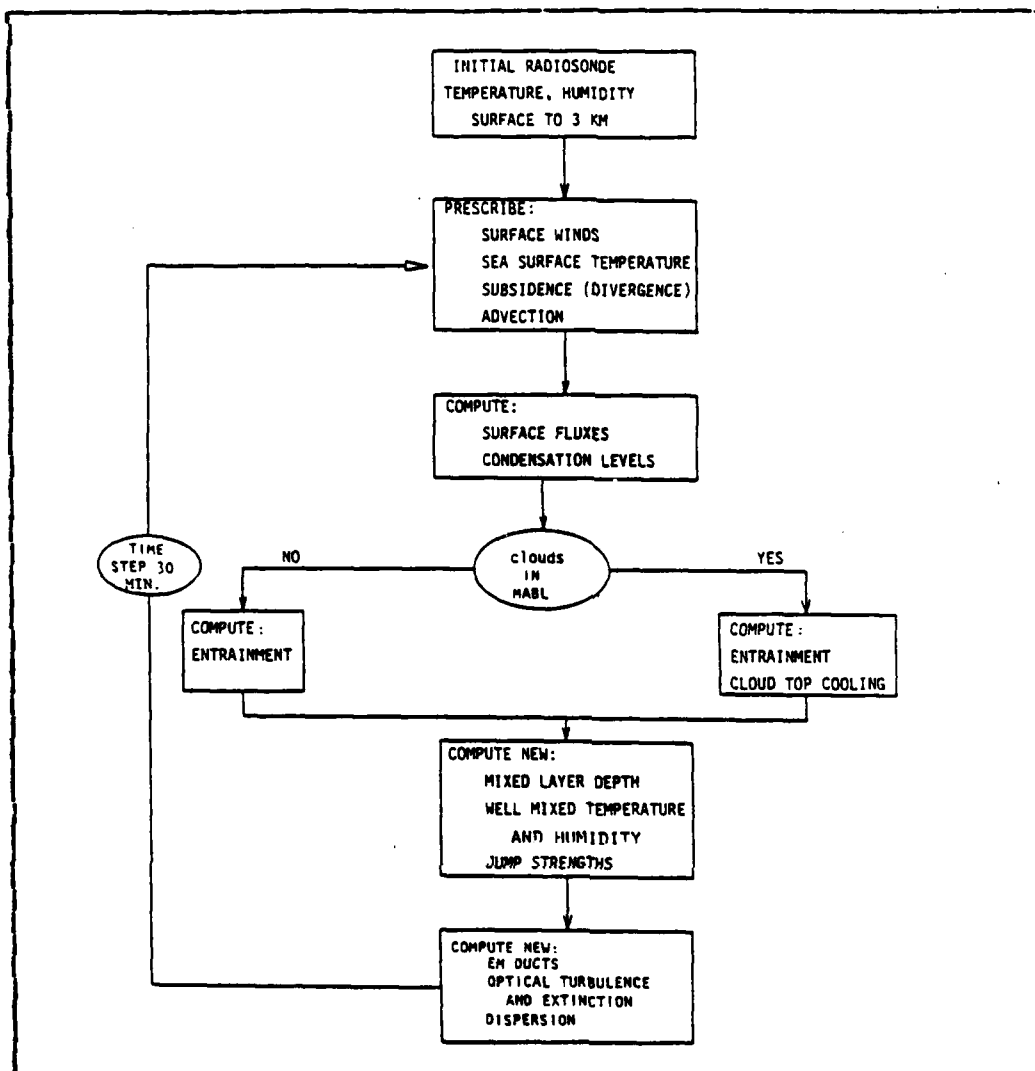 INITIAL RADIOSONDE
TEMPERATURE, HUMIDITY
SURFACE TO 3 KM
PRESCRIBE:
SURFACE WINDS
SEA SURFACE TEMPERATURE
SUBSIDENCE (DIVERGENCE)
ADVECTION
COMPUTE:
SURFACE FLUXES
CONDENSATION LEVELS
TIME
STEP 30
MIN.
NO
clouds
IN
MABL
YES
COMPUTE:
ENTRAINMENT
COMPUTE:
ENTRAINMENT
CLOUD TOP COOLING
COMPUTE NEW:
MIXED LAYER DEPTH
WELL MIXED TEMPERATURE
AND HUMIDITY
JUMP STRENGTHS
COMPUTE NEW:
EM DUCTS
OPTICAL TURBULENCE
AND EXTINCTION
DISPERSION